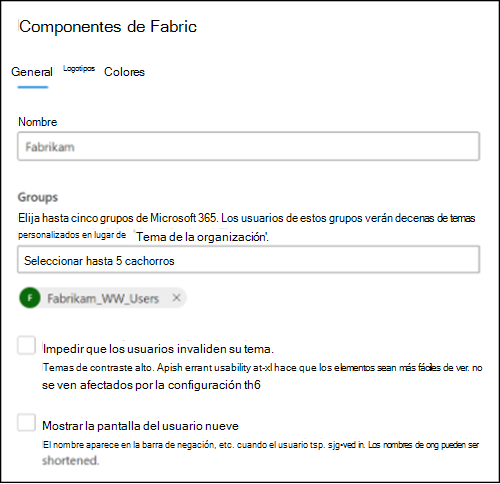 Componentes de Fabric
General Logotipos Colores
Nombre
Fabrikam
Groups
Elija hasta cinco grupos de Microsoft 365. Los usuarios de estos grupos verán decenas de temas
personalizados en lugar de 'Tema de la organización'.
Seleccionar hasta 5 cachorros
F Fabrikam_WW_Users ×
Impedir que los usuarios invaliden su tema.
Temas de contraste alto. Apish errant usability at-xl hace que los elementos sean más fáciles de ver. no
se ven afectados por la configuración th6
Mostrar la pantalla del usuario nueve
El nombre aparece en la barra de negación, etc. cuando el usuario tsp. sjg-ved in. Los nombres de org pueden ser
shortened.